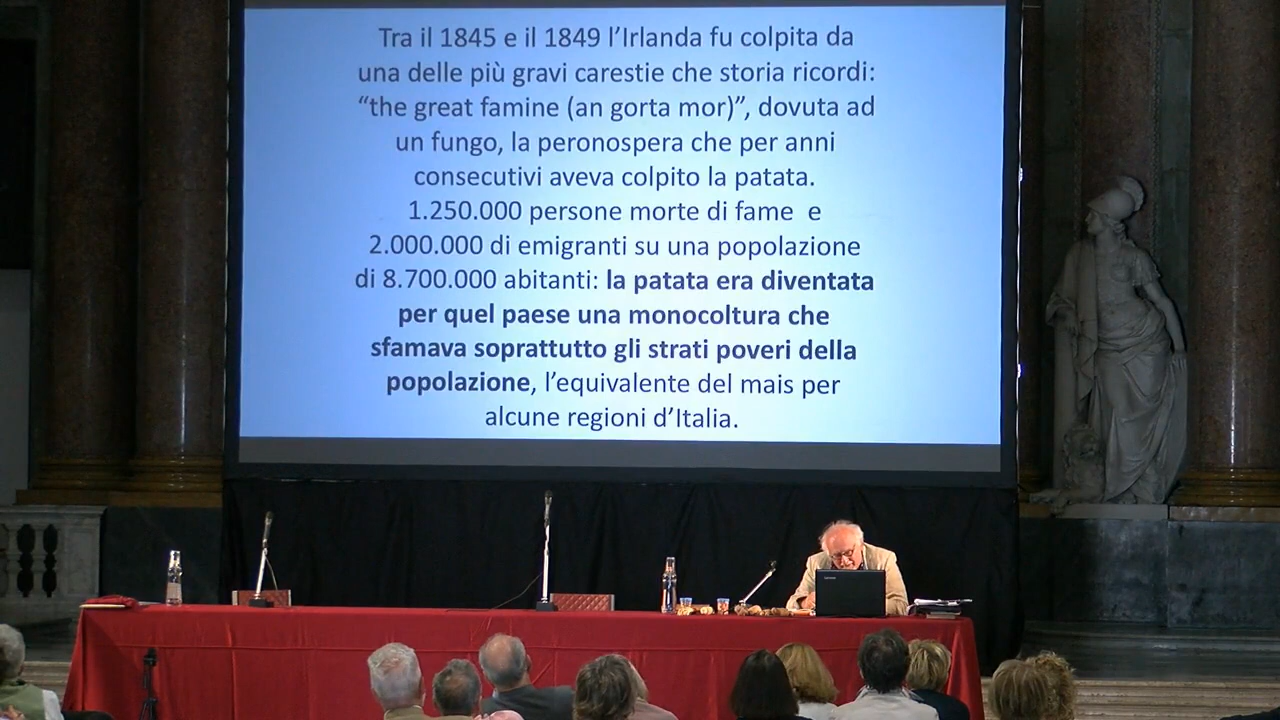 Tra il 1845 e il 1849 l’Irlanda fu colpita da
una delle più gravi carestie che storia ricordi:
“the great famine (an gorta mor)”, dovuta ad
un fungo, la peronospera che per anni
consecutivi aveva colpito la patata.
1.250.000 persone morte di fame e
2.000.000 di emigranti su una popolazione
di 8.700.000 abitanti: la patata era diventata
per quel paese una monocoltura che
sfamava soprattutto gli strati poveri della
popolazione, l’equivalente del mais per
alcune regioni d’Italia.